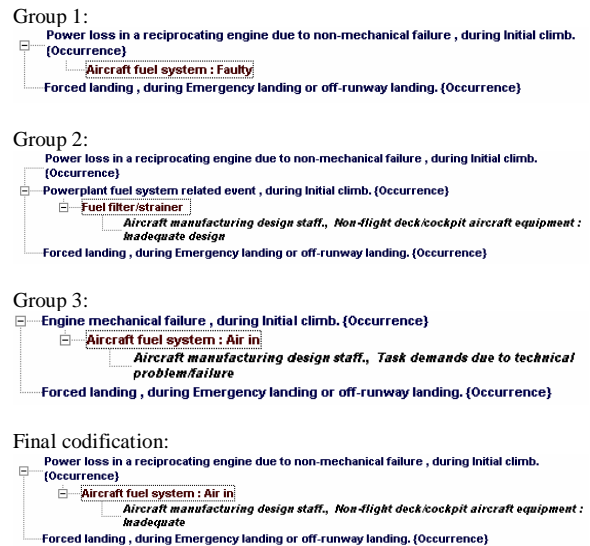 Group 1:
Power loss in a reciprocating engine due to non-mechanical failure , during Initial climb.
{Occurrence}
Aircraft fuel system : Faulty
Forced landing , during Emergency landing or off-runway landing. {Occurrence}
Group 2:
Power loss in a reciprocating engine due to non-mechanical failure , during Initial climb.
{Occurrence}
Powerplant fuel system related event , during Initial climb. {Occurrence}
Fuel filter/strainer
Aircraft manufacturing design staff., Non-flight deck/cockpit aircraft equipment :
Inadequate design
Forced landing , during Emergency landing or off-runway landing. {Occurrence}
Group 3:
Engine mechanical failure , during Initial climb. {Occurrence}
Aircraft fuel system : Air in
Aircraft manufacturing design staff., Task demands due to technical
problem/failure
Forced landing , during Emergency landing or off-runway landing. {Occurrence}
Final codification:
Power loss in a reciprocating engine due to non-mechanical failure , during Initial climb.
{Occurrence}
Aircraft fuel system : Air in
Aircraft manufacturing design staff., Non-flight deck/cockpit aircraft equipment :
Inadequate
Forced landing , during Emergency landing or off-runway landing. {Occurrence}